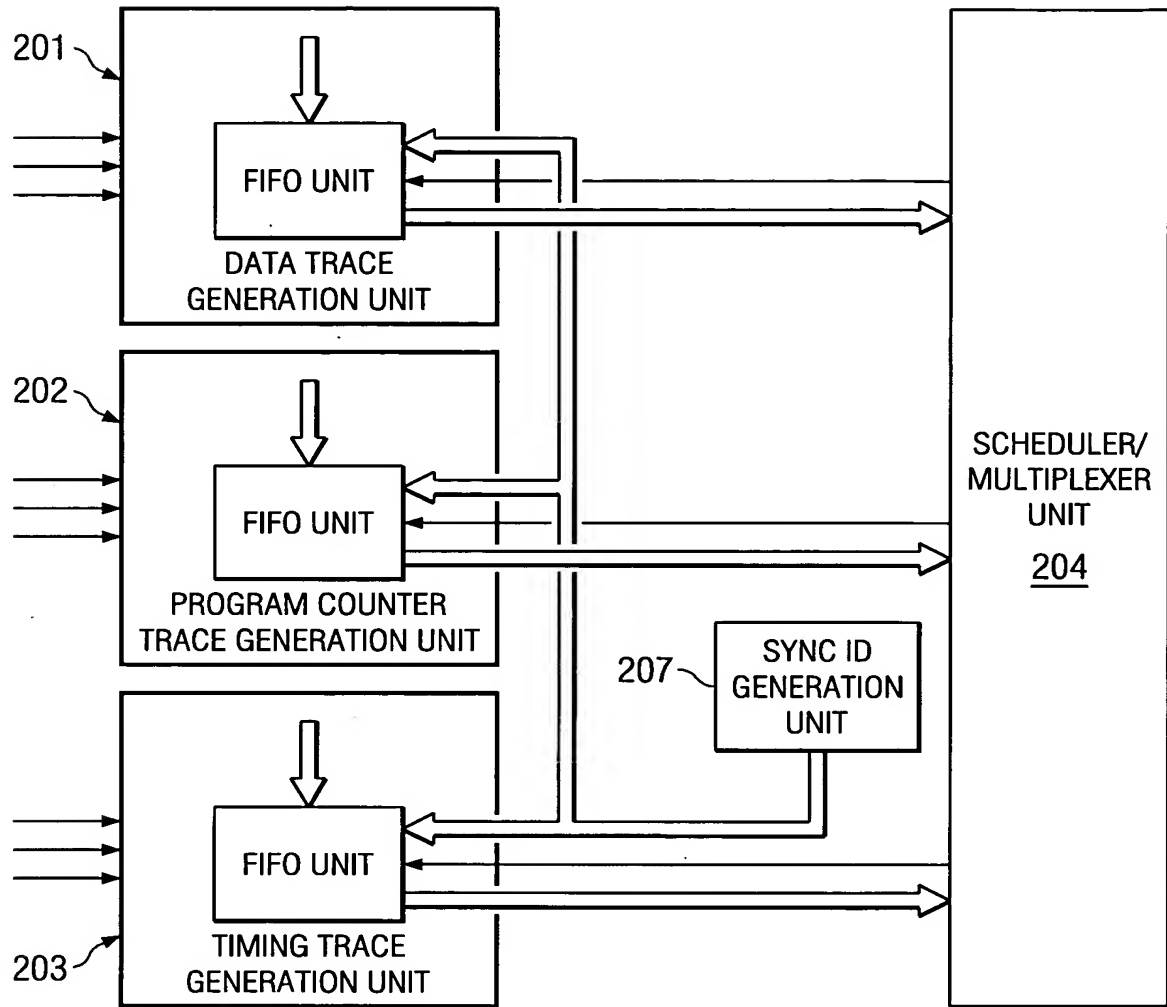 201
FIFO UNIT
DATA TRACE
GENERATION UNIT
202
FIFO UNIT
PROGRAM COUNTER
TRACE GENERATION UNIT
203
FIFO UNIT
TIMING TRACE
GENERATION UNIT
207
SYNC ID
GENERATION
UNIT
SCHEDULER/
MULTIPLEXER
UNIT
204